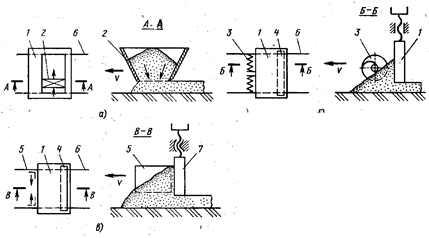 А-А
Б-Б
1 2 6
2
3 1 4 6
3
1
А А
v
Б Б
v
а)
В-В
5 1 4 6
5 7
В В
v
в)